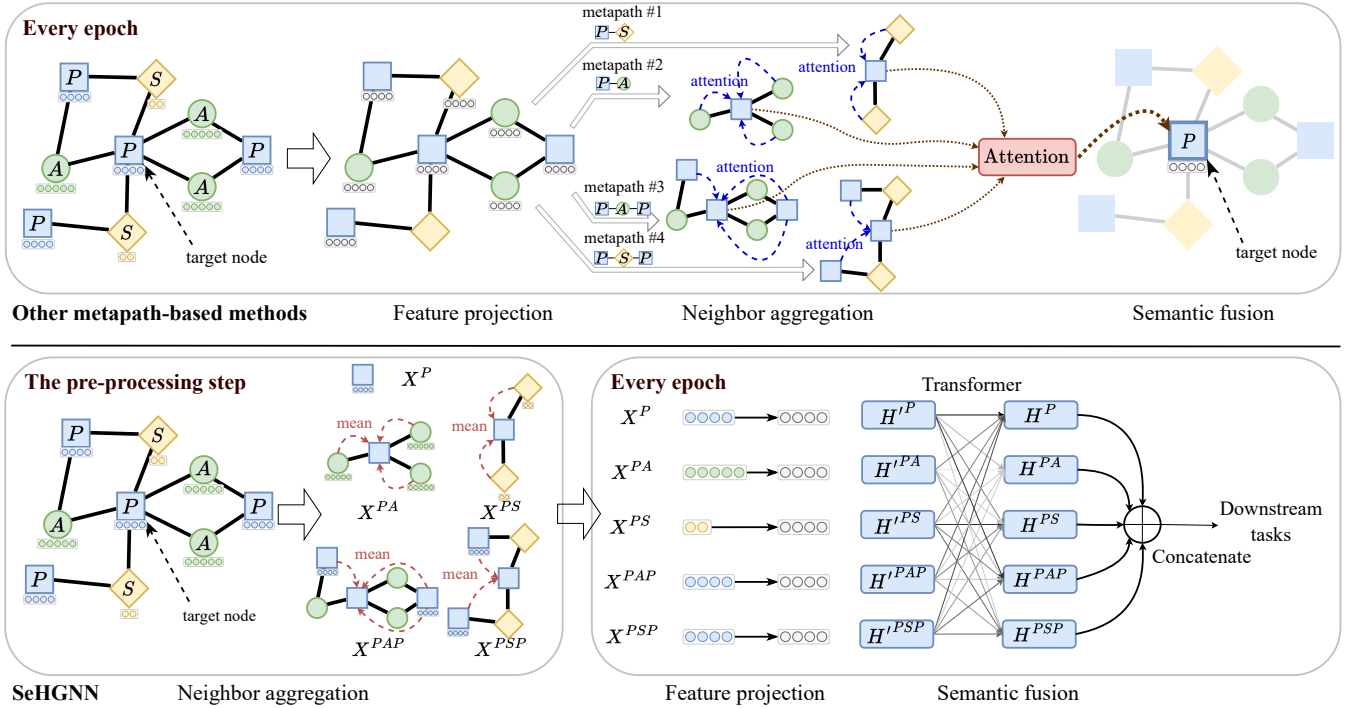 Every epoch
P
S
A
P
P
A
A
P
S
target node
metapath #1
P-S
metapath #2
P-A
metapath #3
P-A-P
metapath #4
P-S-P
attention
attention
attention
attention
Attention
P
target node
Other metapath-based methods
Feature projection
Neighbor aggregation
Semantic fusion
The pre-processing step
P
S
A
P
P
A
A
P
S
target node
X^P
mean
mean
X^{PA}
X^{PS}
mean
mean
X^{PAP}
X^{PSP}
SeHGNN
Neighbor aggregation
Every epoch
Transformer
X^P
H'^P
H^P
X^{PA}
H'^{PA}
H^{PA}
X^{PS}
H'^{PS}
H^{PS}
X^{PAP}
H'^{PAP}
H^{PAP}
X^{PSP}
H'^{PSP}
H^{PSP}
Concatenate
Downstream
tasks
Feature projection
Semantic fusion